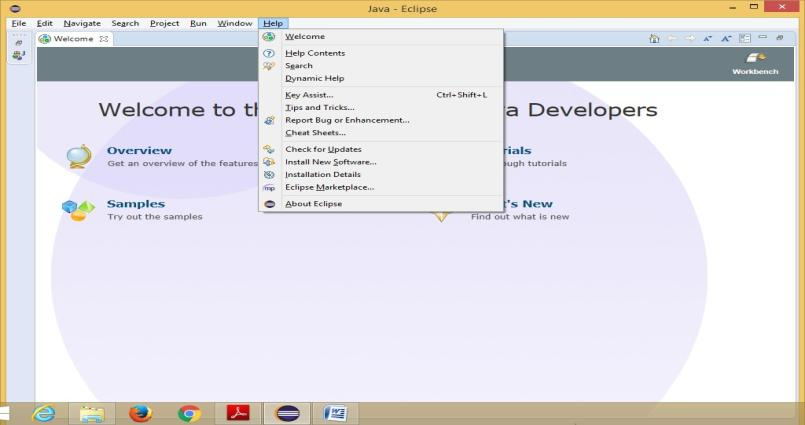 Java - Eclipse
File Edit Navigate Search Project Run Window Help
Welcome
Welcome
Help Contents
Search
Dynamic Help
Key Assist... Ctrl+Shift+L
Tips and Tricks...
Report Bug or Enhancement...
Cheat Sheets...
Check for Updates
Install New Software...
Installation Details
Eclipse Marketplace...
About Eclipse
Workbench
Welcome to th a Developers
Overview
Get an overview of the features
rials
ough tutorials
Samples
Try out the samples
's New
Find out what is new